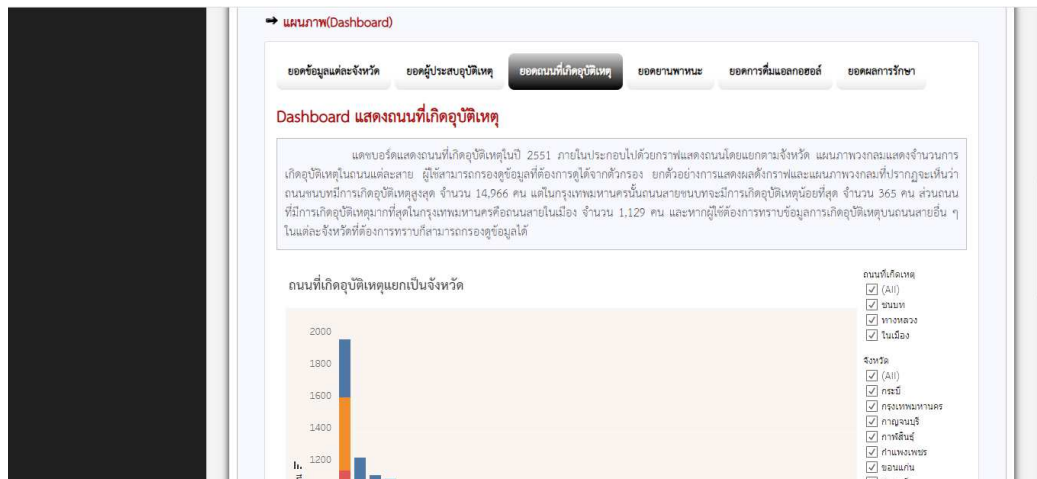 ➞ แผนภาพ(Dashboard)
ยอดข้อมูลแต่ละจังหวัด ยอดผู้ประสบอุบัติเหตุ ยอดถนนที่เกิดอุบัติเหตุ ยอดยานพาหนะ ยอดการดื่มแอลกอฮอล์ ยอดผลการรักษา
Dashboard แสดงถนนที่เกิดอุบัติเหตุ
แดชบอร์ดแสดงถนนที่เกิดอุบัติเหตุในปี 2551 ภายในประกอบไปด้วยกราฟแสดงถนนโดยแยกตามจังหวัด แผนภาพวงกลมแสดงจำนวนการ
เกิดอุบัติเหตุในถนนแต่ละสาย ผู้ใช้สามารถกรองดูข้อมูลที่ต้องการดูได้จากตัวกรอง ยกตัวอย่างการแสดงผลดังกราฟและแผนภาพวงกลมที่ปรากฏจะเห็นว่า
ถนนชนบทมีการเกิดอุบัติเหตุสูงสุด จำนวน 14,966 คน แต่ในกรุงเทพมหานครนั้นถนนสายชนบทจะมีการเกิดอุบัติเหตุน้อยที่สุด จำนวน 365 คน ส่วนถนน
ที่มีการเกิดอุบัติเหตุมากที่สุดในกรุงเทพมหานครคือถนนสายในเมือง จำนวน 1,129 คน และหากผู้ใช้ต้องการทราบข้อมูลการเกิดอุบัติเหตุบนถนนสายอื่น ๆ
ในแต่ละจังหวัดที่ต้องการทราบก็สามารถกรองดูข้อมูลได้
ถนนที่เกิดอุบัติเหตุแยกเป็นจังหวัด
2000
1800
1600
1400
1200
ถนนที่เกิดเหตุ
(All)
ชนบท
ทางหลวง
ในเมือง
จังหวัด
(All)
กระบี่
กรุงเทพมหานคร
กาญจนบุรี
กาฬสินธุ์
กำแพงเพชร
ขอนแก่น